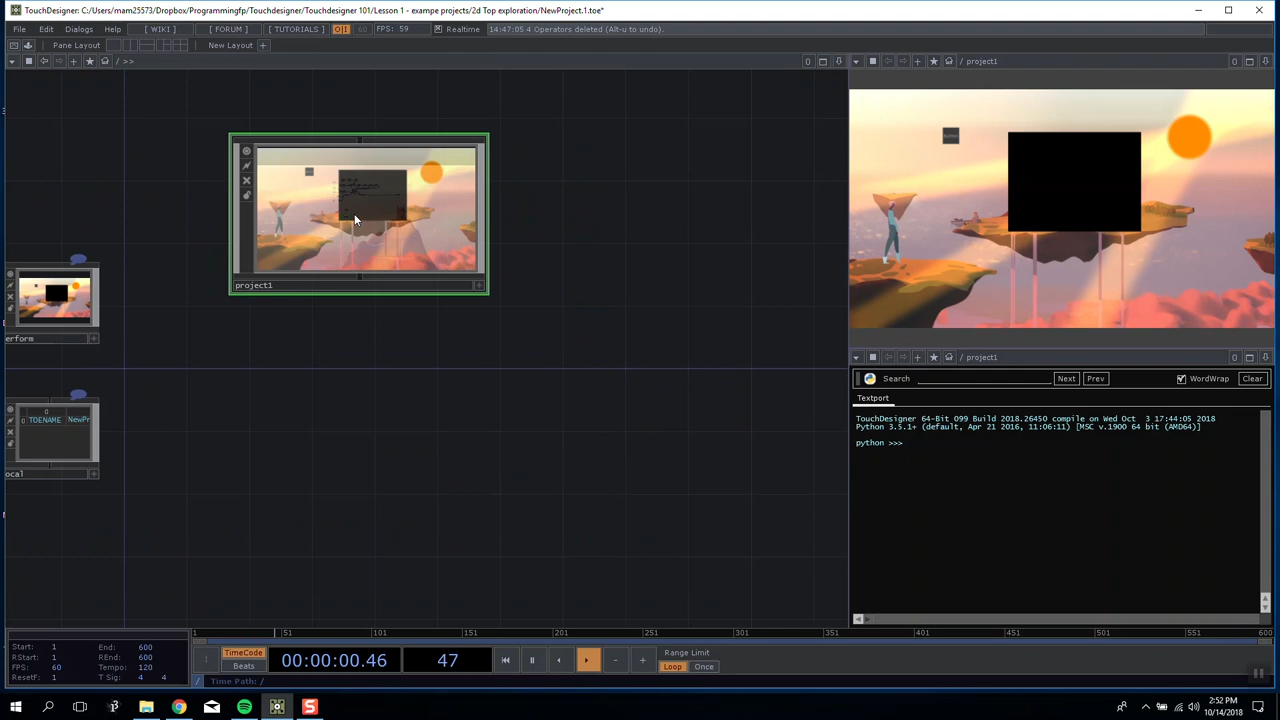 TouchDesigner: C:/Users/mam25573/Dropbox/Programmingfp/Touchdesigner/Touchdesigner 101/Lesson 1 - exampe projects/2d Top exploration/NewProject.1.toe*
File Edit Dialogs Help [ WIKI ] [ FORUM ] [ TUTORIALS ] O|I 60 FPS: 59 Realtime 14:47:05 4 Operators deleted (Alt-u to undo).
Pane Layout New Layout +
/ >> 0
/ project1 0
project1
erform
0
0 TOENAME NewPr
ocal
/ project1 0
Search Next Prev WordWrap Clear
Textport
TouchDesigner 64-Bit 099 Build 2018.26450 compile on Wed Oct 3 17:44:05 2018
Python 3.5.1+ (default, Apr 21 2016, 11:06:11) [MSC v.1900 64 bit (AMD64)]
python >>>
1 51 101 151 201 251 301 351 401 451 501 551 600
Start: 1 End: 600
RStart: 1 REnd: 600
FPS: 60 Tempo: 120
ResetF: 1 T Sig: 4 4
TimeCode
Beats
00:00:00.46
47
Range Limit
Loop Once
/ Time Path: /
2:52 PM
10/14/2018